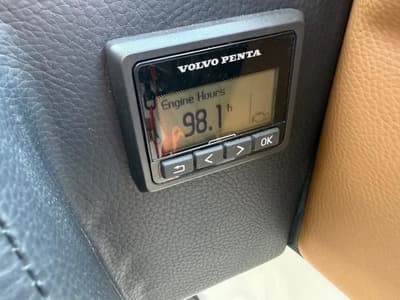 VOLVO PENTA
Engine Hours
98.1 h
< > OK